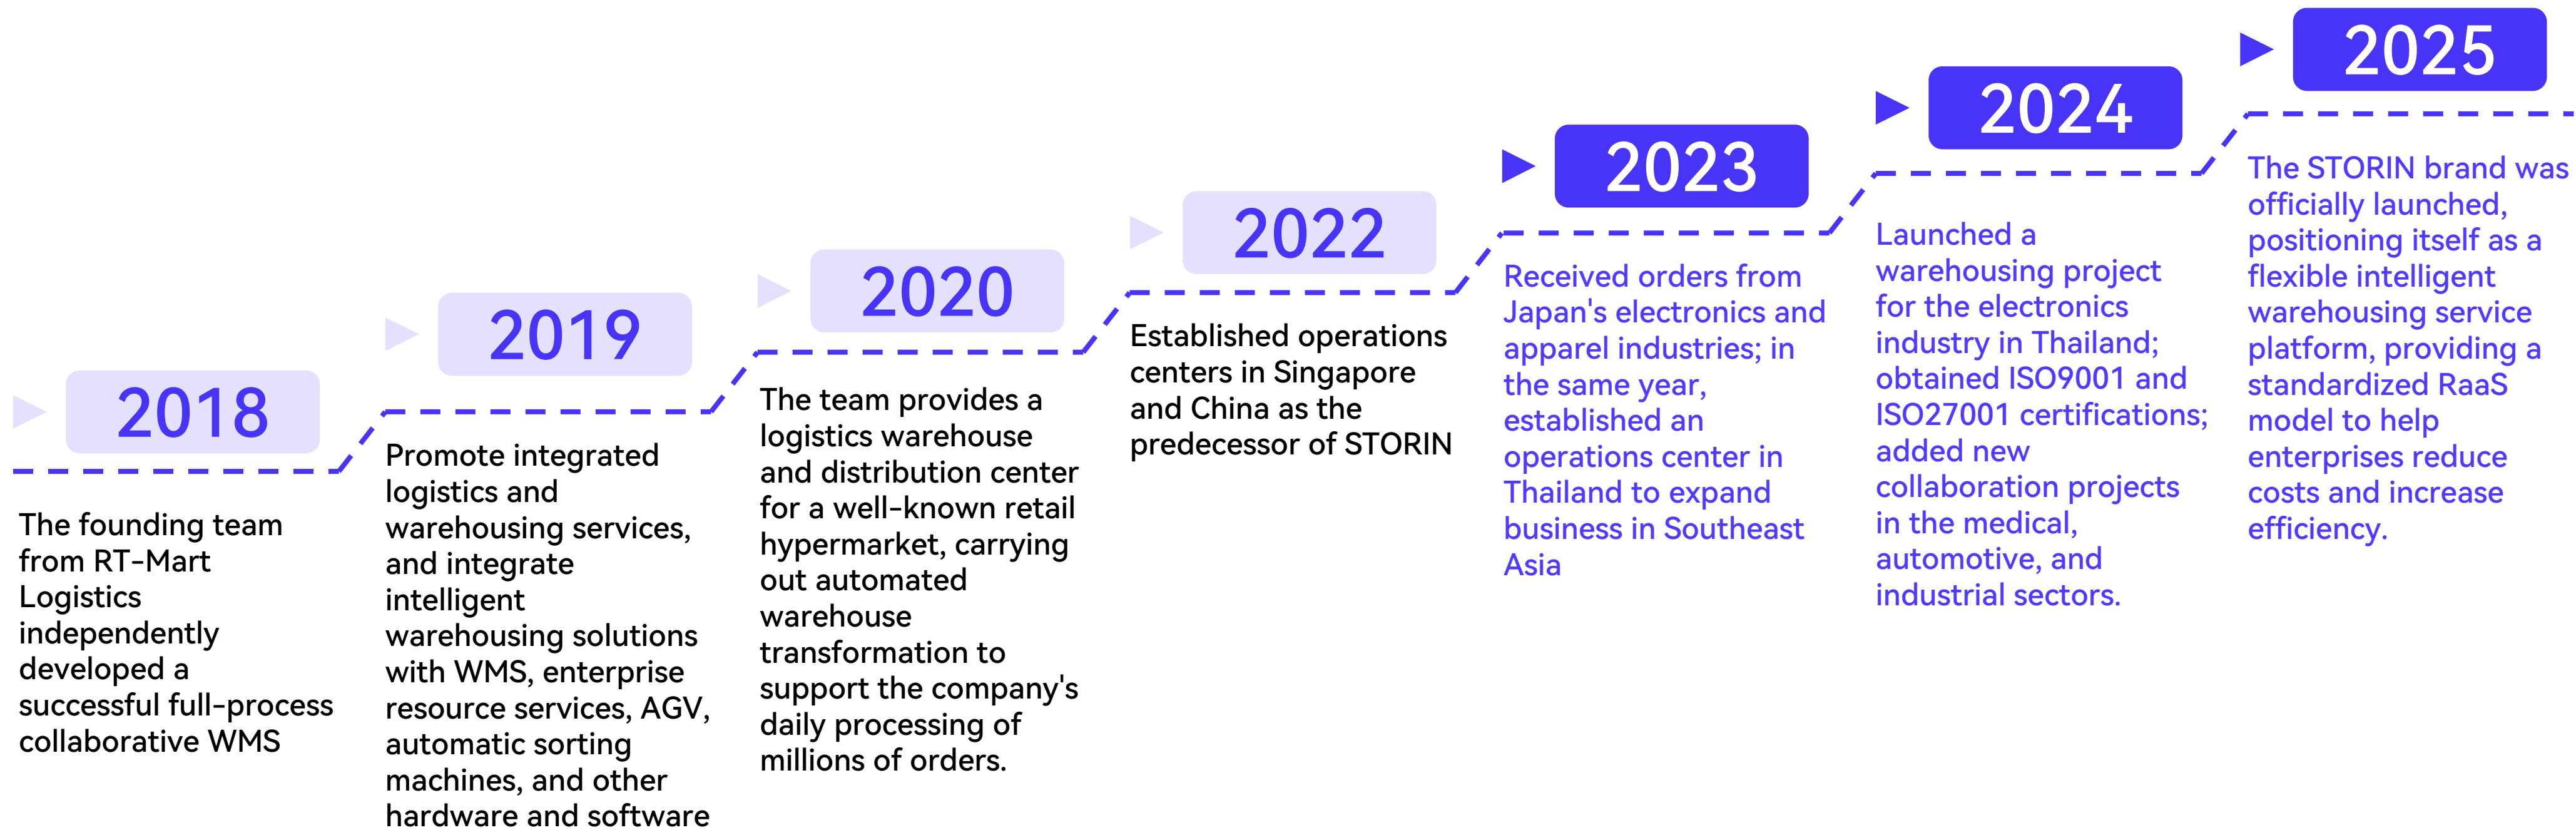 2018
The founding team
from RT-Mart
Logistics
independently
developed a
successful full-process
collaborative WMS
2019
Promote integrated
logistics and
warehousing services,
and integrate
intelligent
warehousing solutions
with WMS, enterprise
resource services, AGV,
automatic sorting
machines, and other
hardware and software
2020
The team provides a
logistics warehouse
and distribution center
for a well-known retail
hypermarket, carrying
out automated
warehouse
transformation to
support the company's
daily processing of
millions of orders.
2022
Established operations
centers in Singapore
and China as the
predecessor of STORIN
2023
Received orders from
Japan's electronics and
apparel industries; in
the same year,
established an
operations center in
Thailand to expand
business in Southeast
Asia
2024
Launched a
warehousing project
for the electronics
industry in Thailand;
obtained ISO9001 and
ISO27001 certifications;
added new
collaboration projects
in the medical,
automotive, and
industrial sectors.
2025
The STORIN brand was
officially launched,
positioning itself as a
flexible intelligent
warehousing service
platform, providing a
standardized RaaS
model to help
enterprises reduce
costs and increase
efficiency.